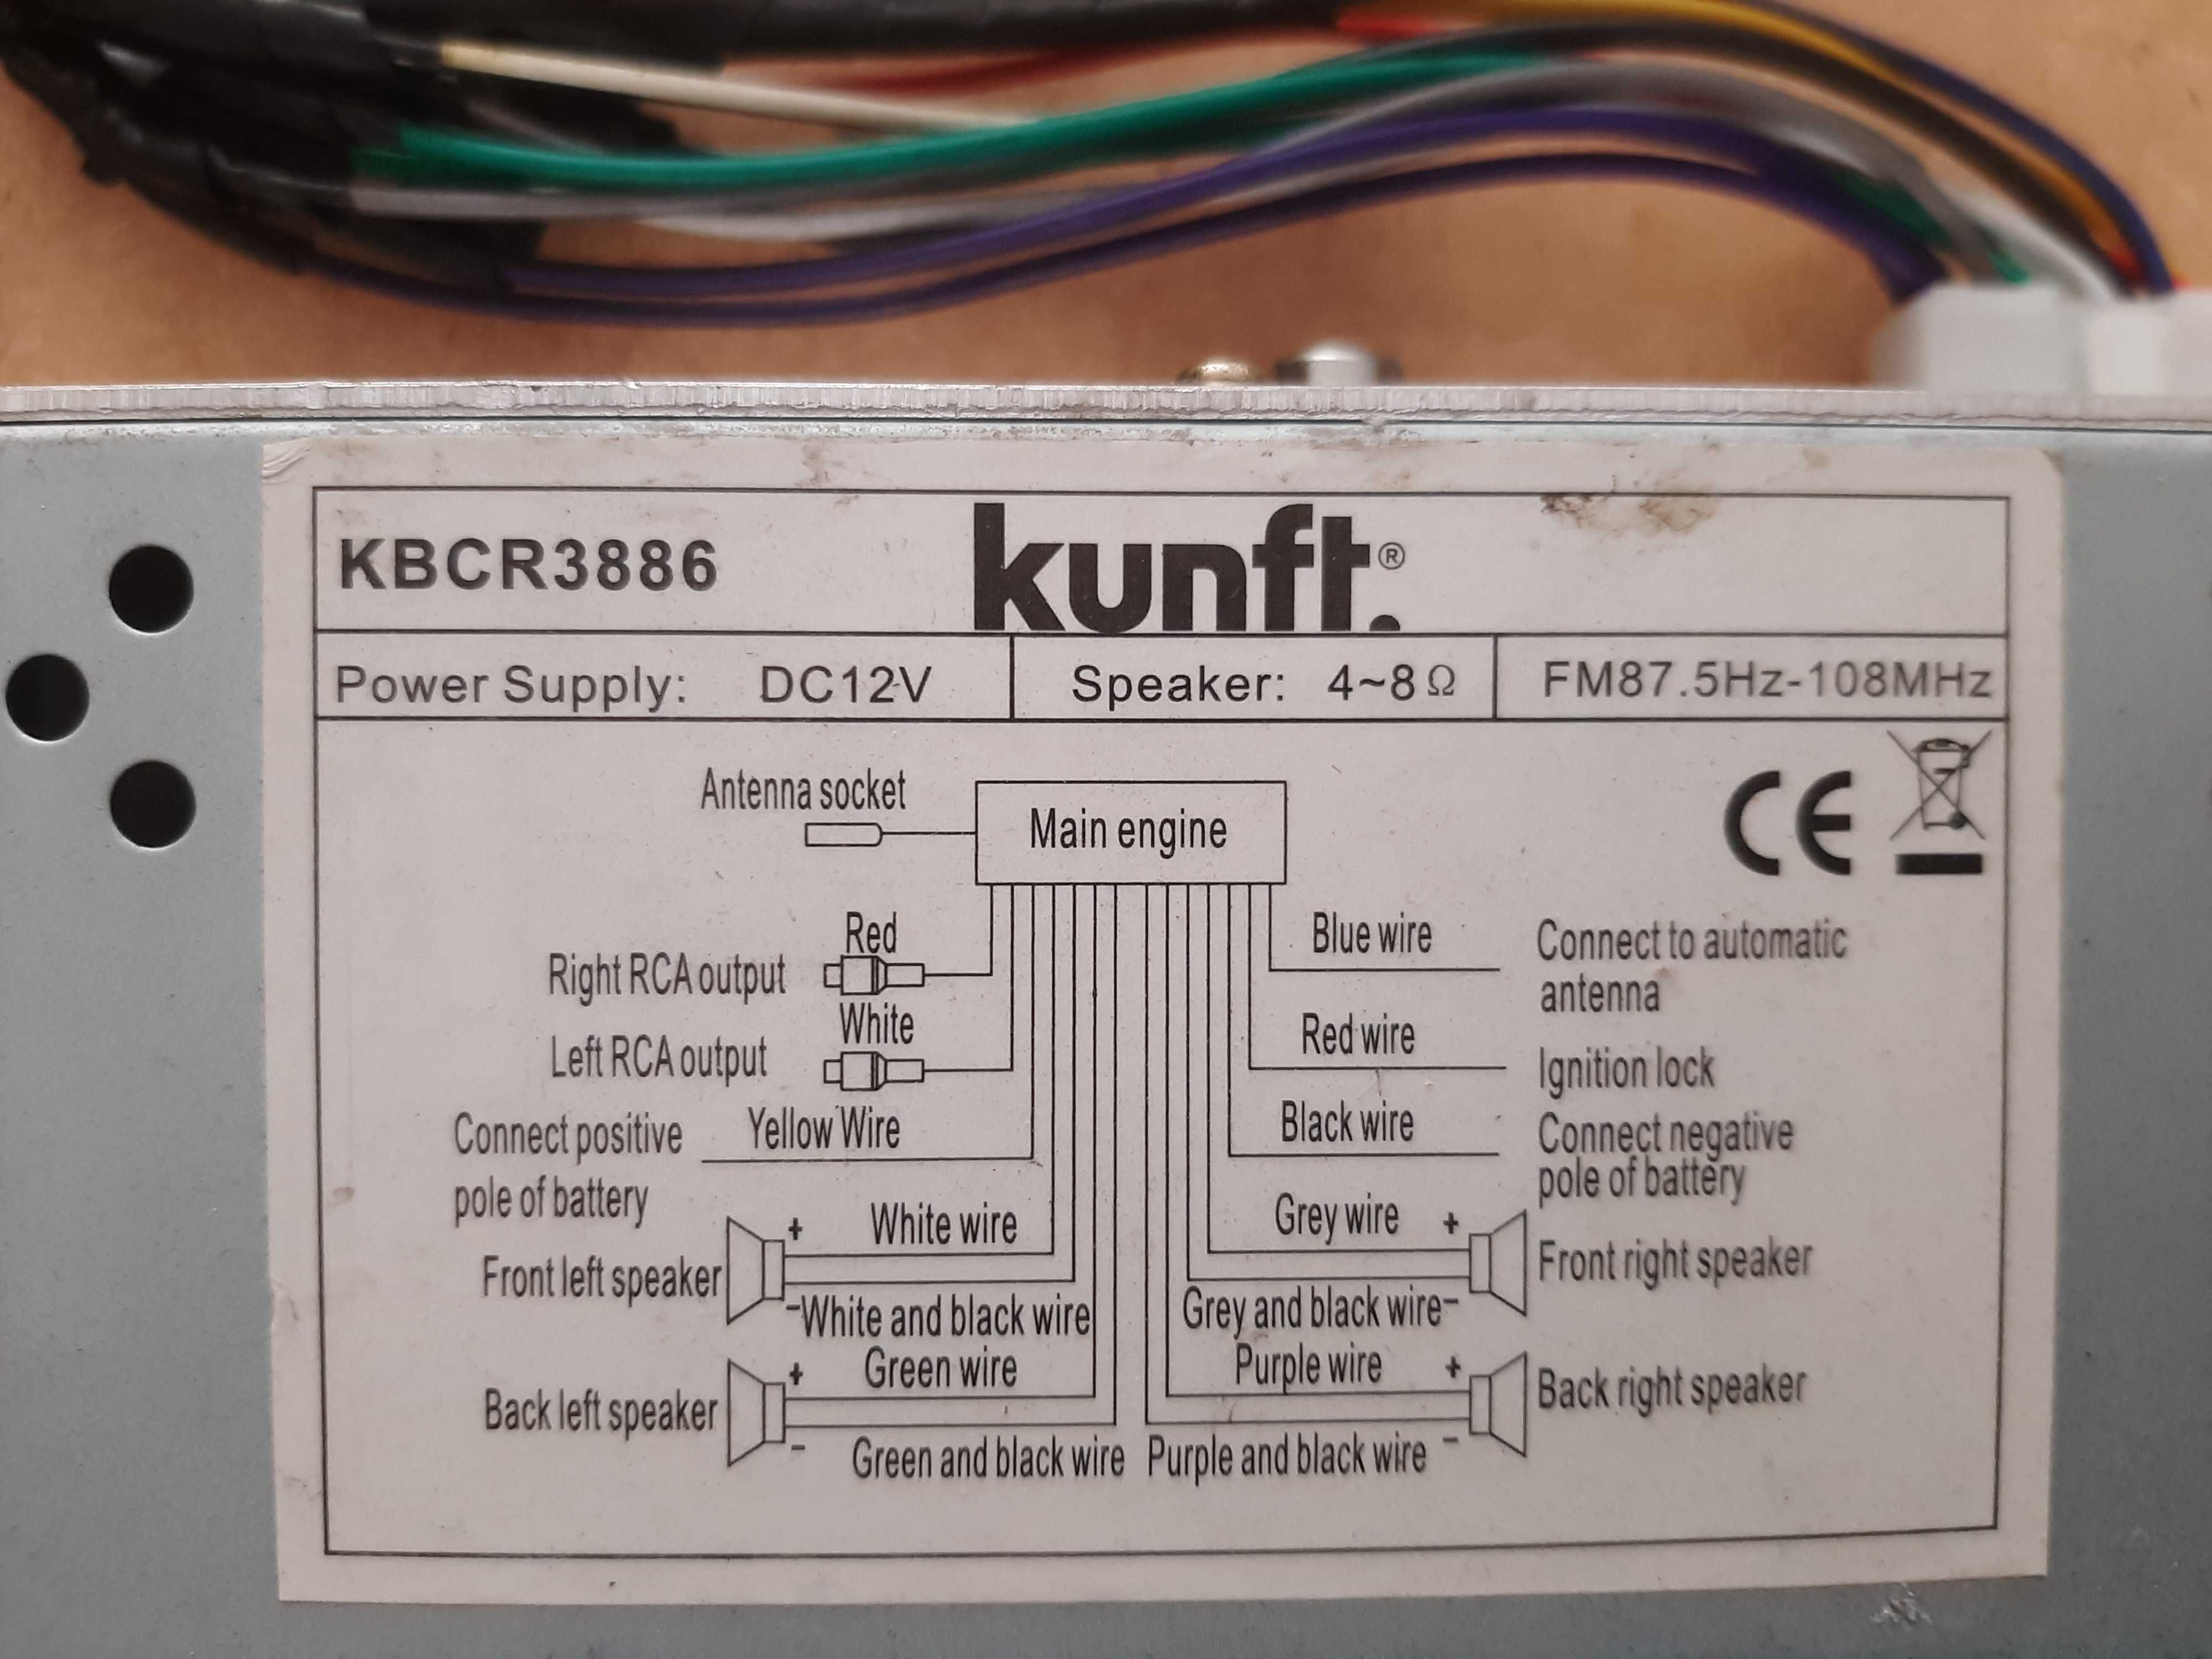 KBCR3886 kunft.®
Power Supply: DC12V Speaker: 4~8Ω FM87.5Hz-108MHz
Antenna socket
Main engine
CE
Red
Right RCA output
White
Left RCA output
Yellow Wire
Connect positive
pole of battery
White wire
+
Front left speaker
-
White and black wire
Green wire
+
Back left speaker
-
Green and black wire
Blue wire
Connect to automatic
antenna
Red wire
Ignition lock
Black wire
Connect negative
pole of battery
Grey wire +
Front right speaker
Grey and black wire-
Purple wire +
Back right speaker
Purple and black wire -